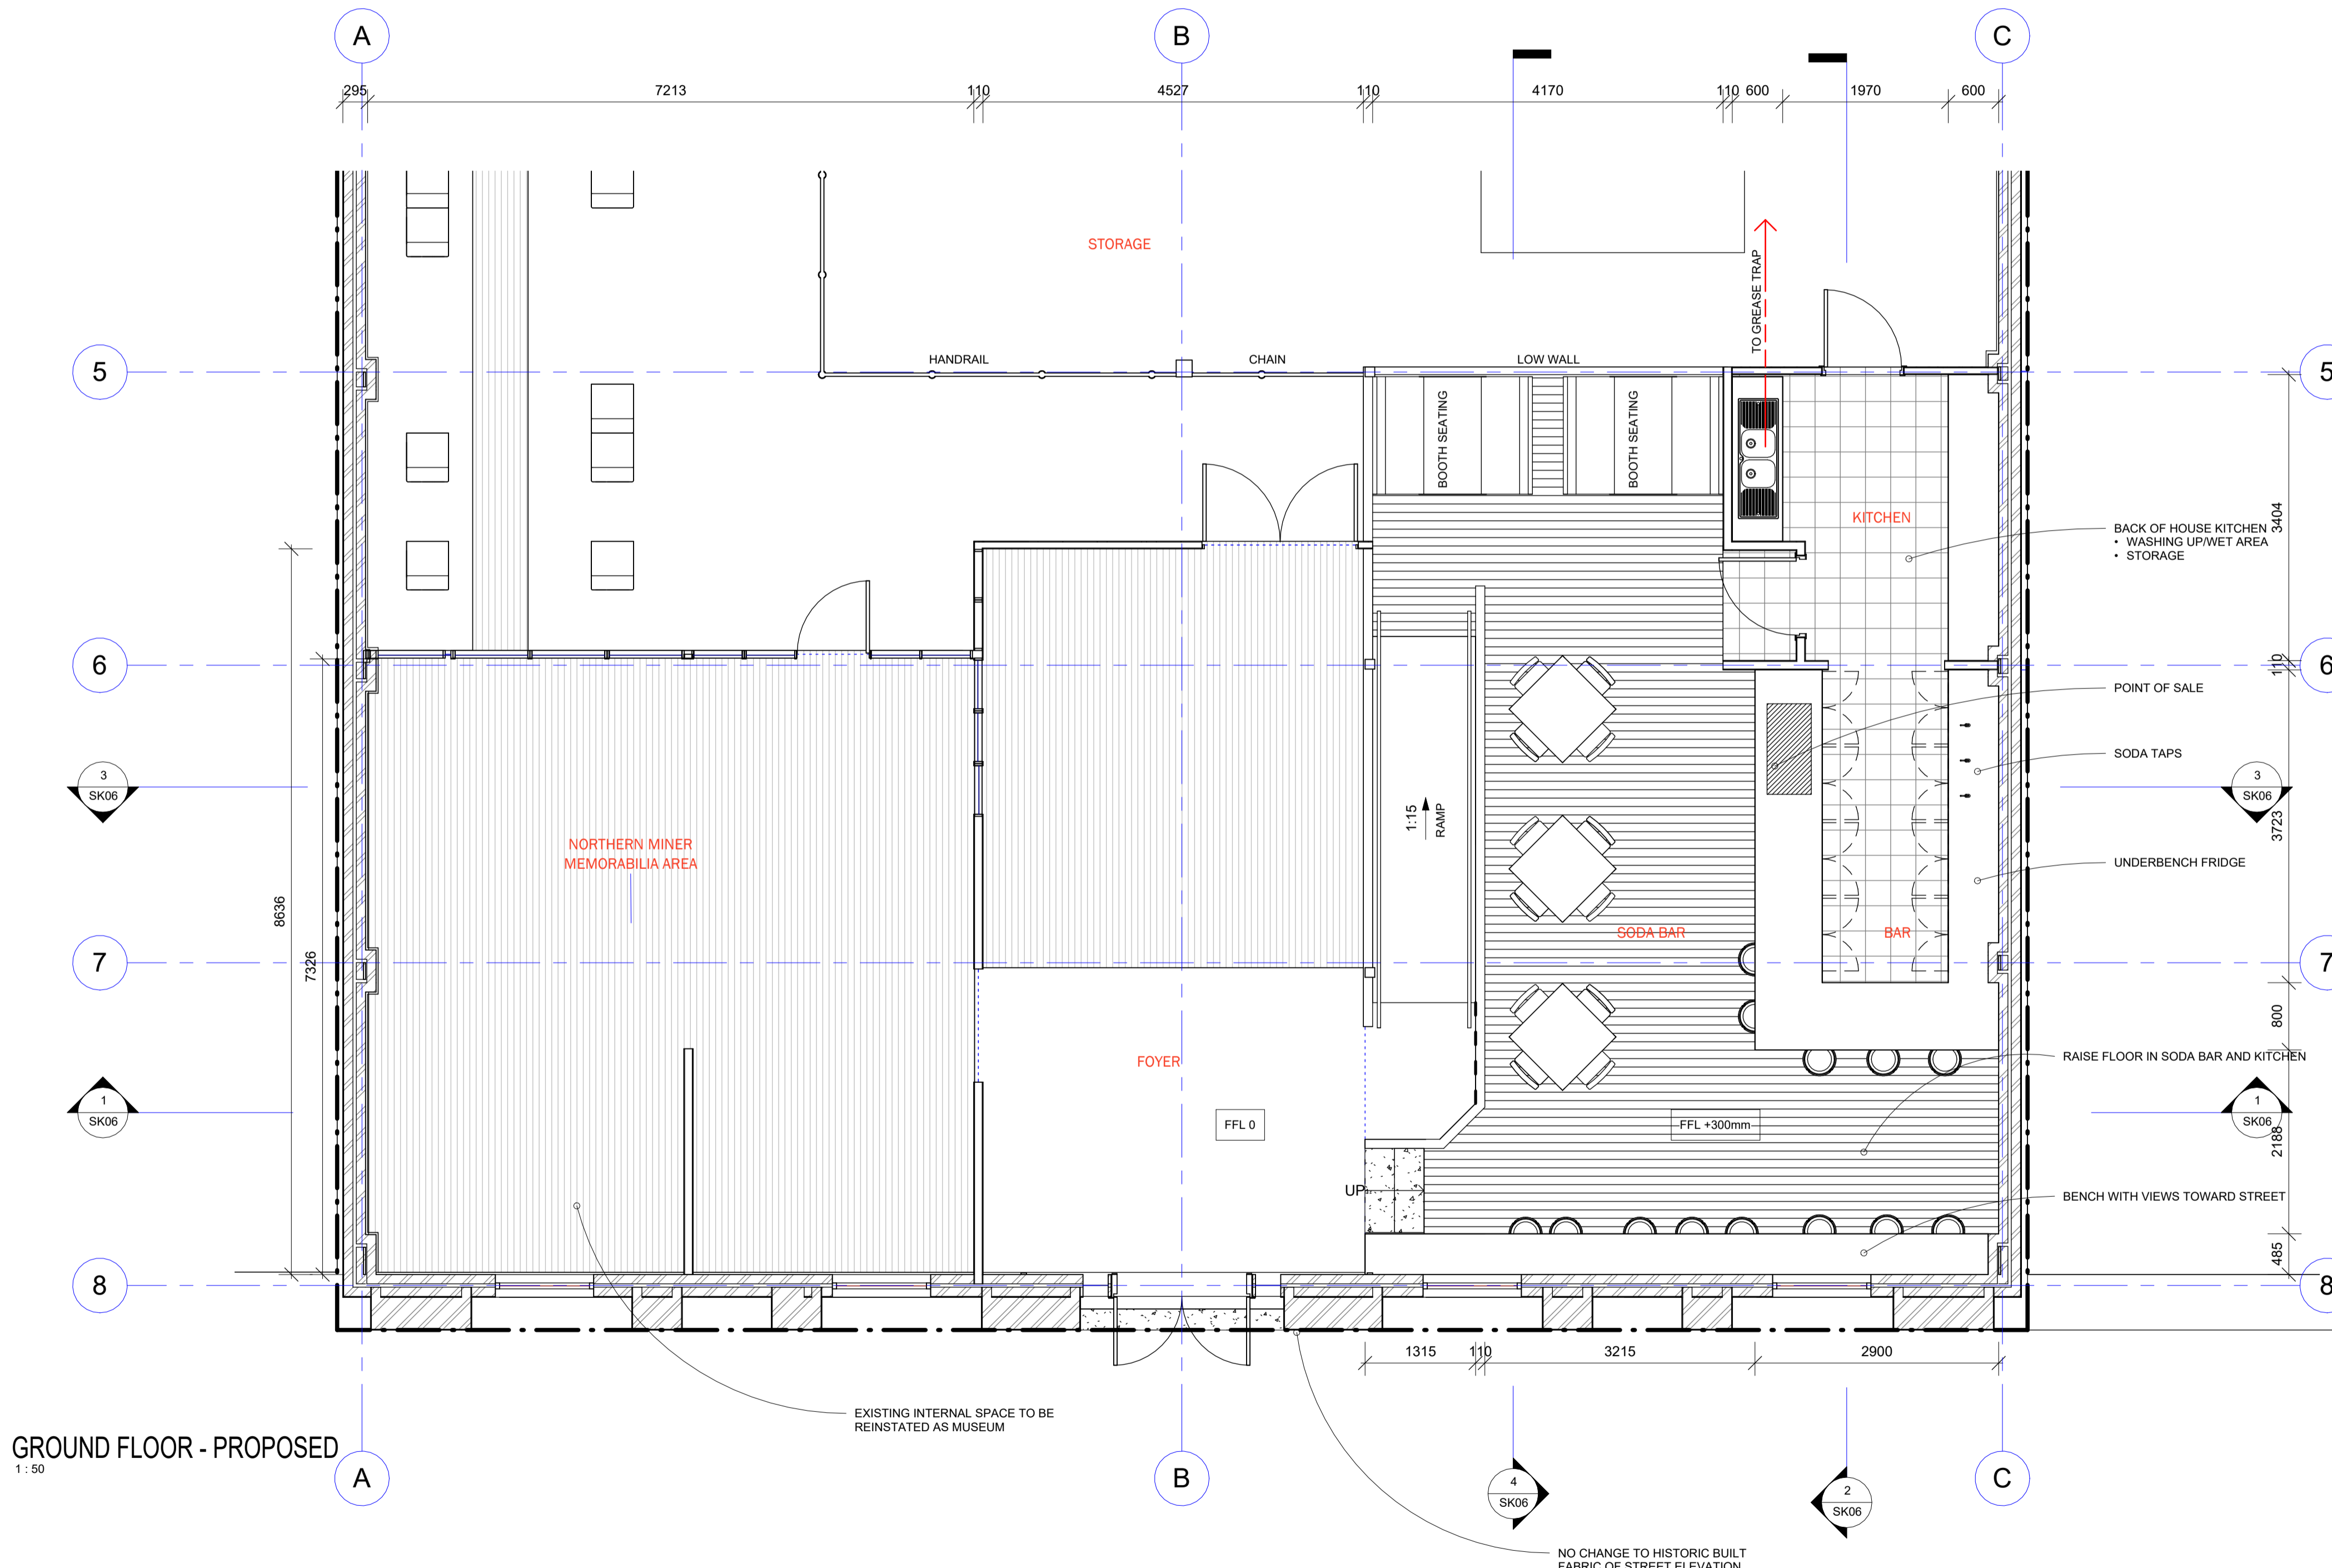 A
B
C
295
7213
110
4527
110
4170
110
600
1970
600
STORAGE
TO GREASE TRAP
HANDRAIL
CHAIN
LOW WALL
5
5
BOOTH SEATING
BOOTH SEATING
KITCHEN
3404
BACK OF HOUSE KITCHEN
• WASHING UP/WET AREA
• STORAGE
6
6
110
POINT OF SALE
SODA TAPS
3
SK06
3
SK06
1:15
RAMP
3723
NORTHERN MINER
MEMORABILIA AREA
UNDERBENCH FRIDGE
8636
7326
SODA BAR
BAR
7
7
800
FOYER
RAISE FLOOR IN SODA BAR AND KITCHEN
1
SK06
1
SK06
FFL 0
FFL +300mm
2188
UP
BENCH WITH VIEWS TOWARD STREET
485
8
8
1315
110
3215
2900
EXISTING INTERNAL SPACE TO BE
REINSTATED AS MUSEUM
GROUND FLOOR - PROPOSED
1 : 50
A
B
C
4
SK06
2
SK06
NO CHANGE TO HISTORIC BUILT
FABRIC OF STREET ELEVATION